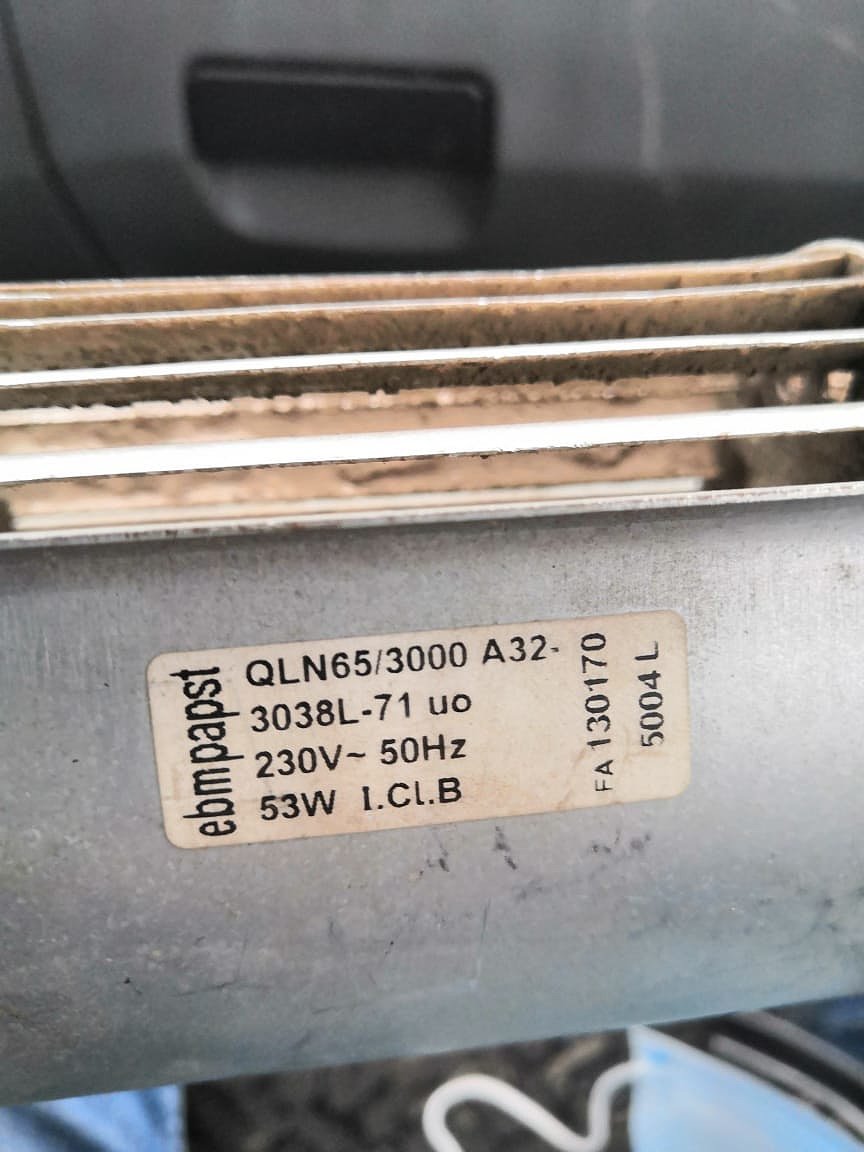 ebmpapst
QLN65/3000 A32-
3038L-71 uo
230V~ 50Hz
53W I.Cl.B
FA 130170
5004 L